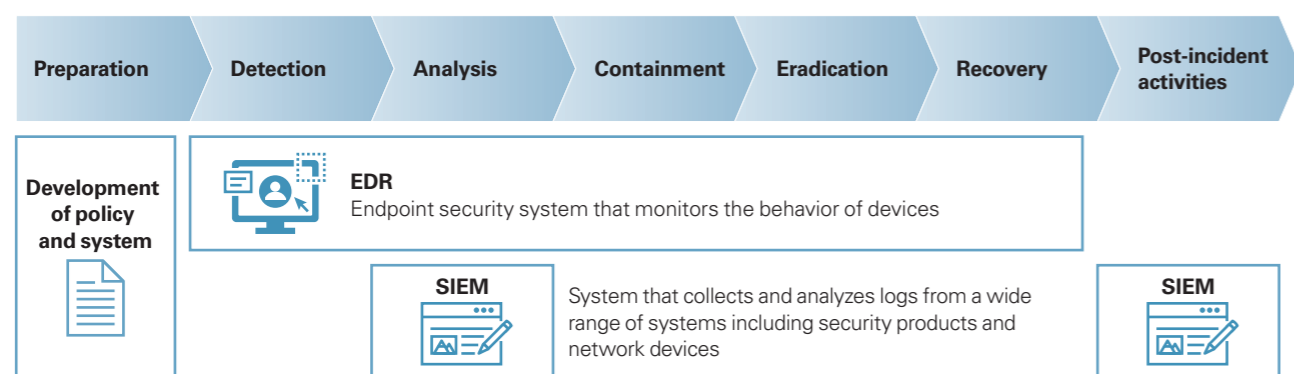 Preparation
Detection
Analysis
Containment
Eradication
Recovery
Post-incident
activities
Development
of policy
and system
EDR
Endpoint security system that monitors the behavior of devices
SIEM
System that collects and analyzes logs from a wide
range of systems including security products and
network devices
SIEM